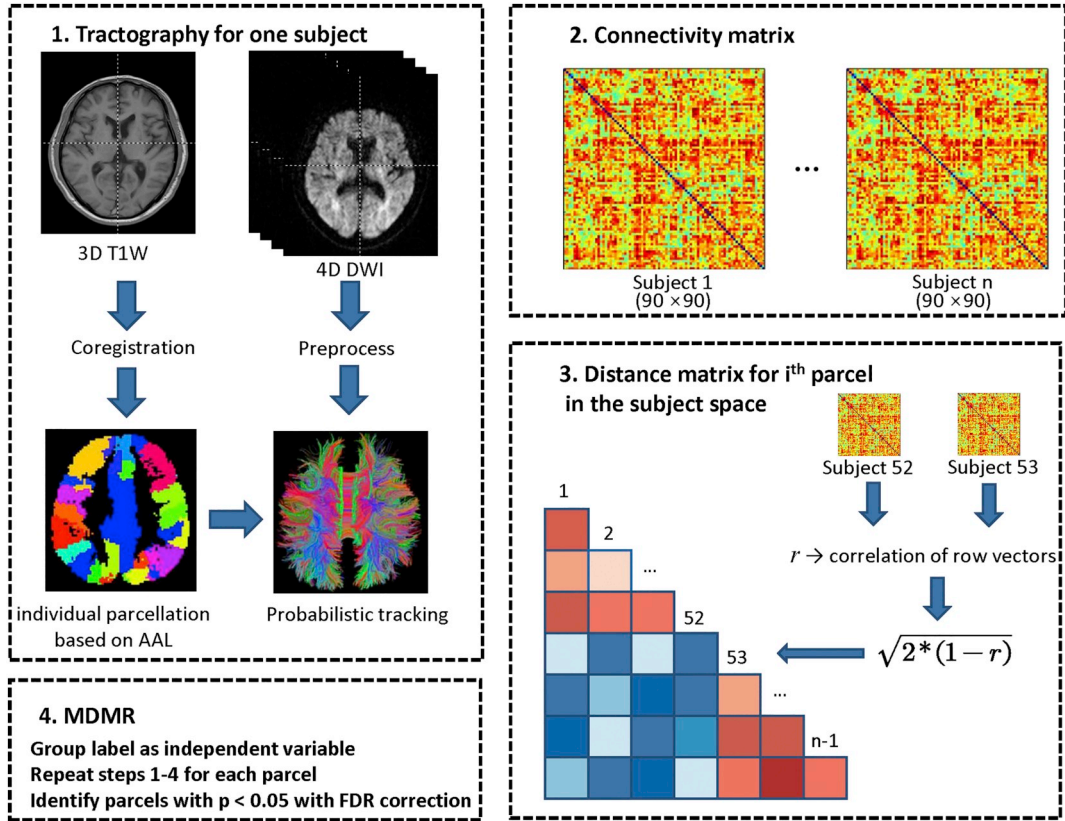 1. Tractography for one subject
3D T1W
4D DWI
Coregistration
Preprocess
individual parcellation
based on AAL
Probabilistic tracking
2. Connectivity matrix
...
Subject 1
(90 ×90)
Subject n
(90 ×90)
3. Distance matrix for iᵗʰ parcel
in the subject space
Subject 52
Subject 53
1
2
...
52
53
...
n-1
r → correlation of row vectors
√2*(1−r)
4. MDMR
Group label as independent variable
Repeat steps 1-4 for each parcel
Identify parcels with p < 0.05 with FDR correction